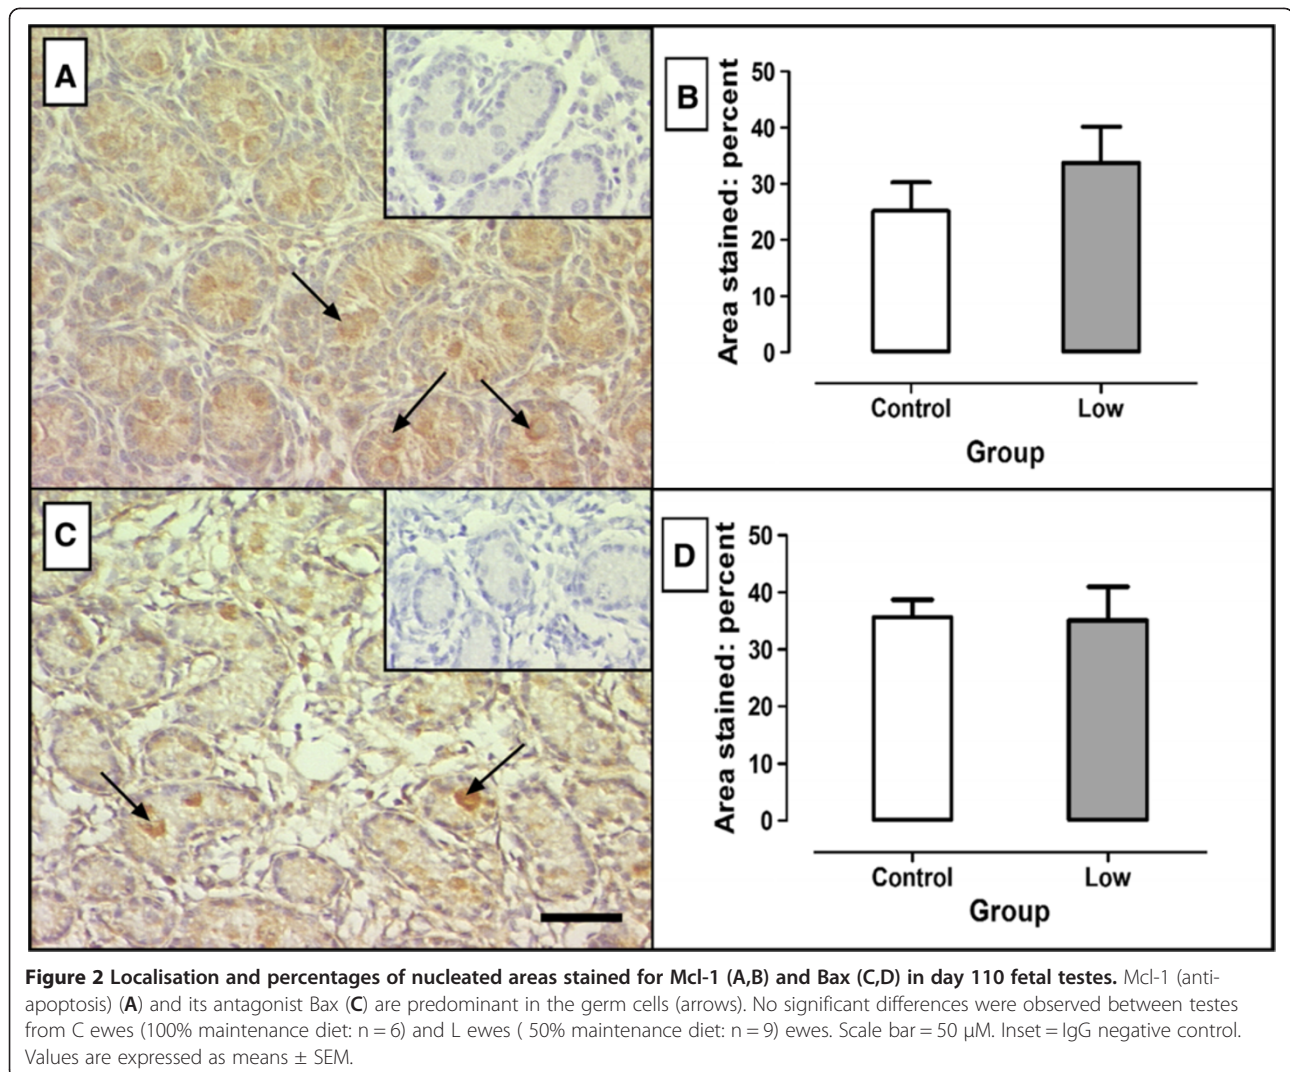 A
B
Area stained: percent
50
40
30
20
10
0
Control Low
Group
C
D
Area stained: percent
50
40
30
20
10
0
Control Low
Group
Figure 2 Localisation and percentages of nucleated areas stained for Mcl-1 (A,B) and Bax (C,D) in day 110 fetal testes. Mcl-1 (anti-
apoptosis) (A) and its antagonist Bax (C) are predominant in the germ cells (arrows). No significant differences were observed between testes
from C ewes (100% maintenance diet: n = 6) and L ewes ( 50% maintenance diet: n = 9) ewes. Scale bar = 50 μM. Inset = IgG negative control.
Values are expressed as means ± SEM.